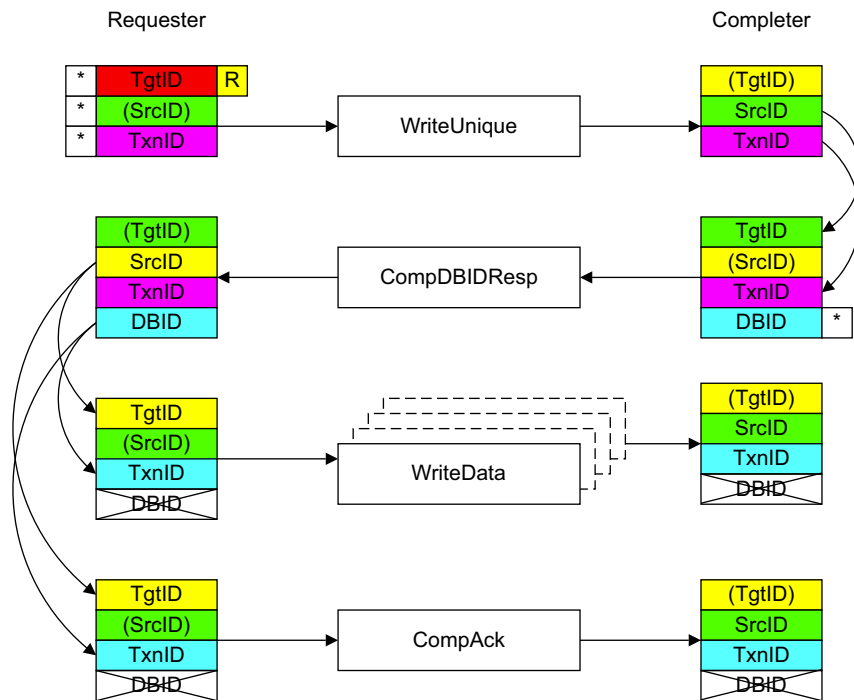 Requester Completer
* TgtID R (TgtID)
* (SrcID) SrcID
* TxnID WriteUnique TxnID
(TgtID) TgtID
SrcID (SrcID)
TxnID CompDBIDResp TxnID
DBID DBID *
TgtID (TgtID)
(SrcID) SrcID
TxnID WriteData TxnID
DBID DBID
TgtID (TgtID)
(SrcID) SrcID
TxnID CompAck TxnID
DBID DBID